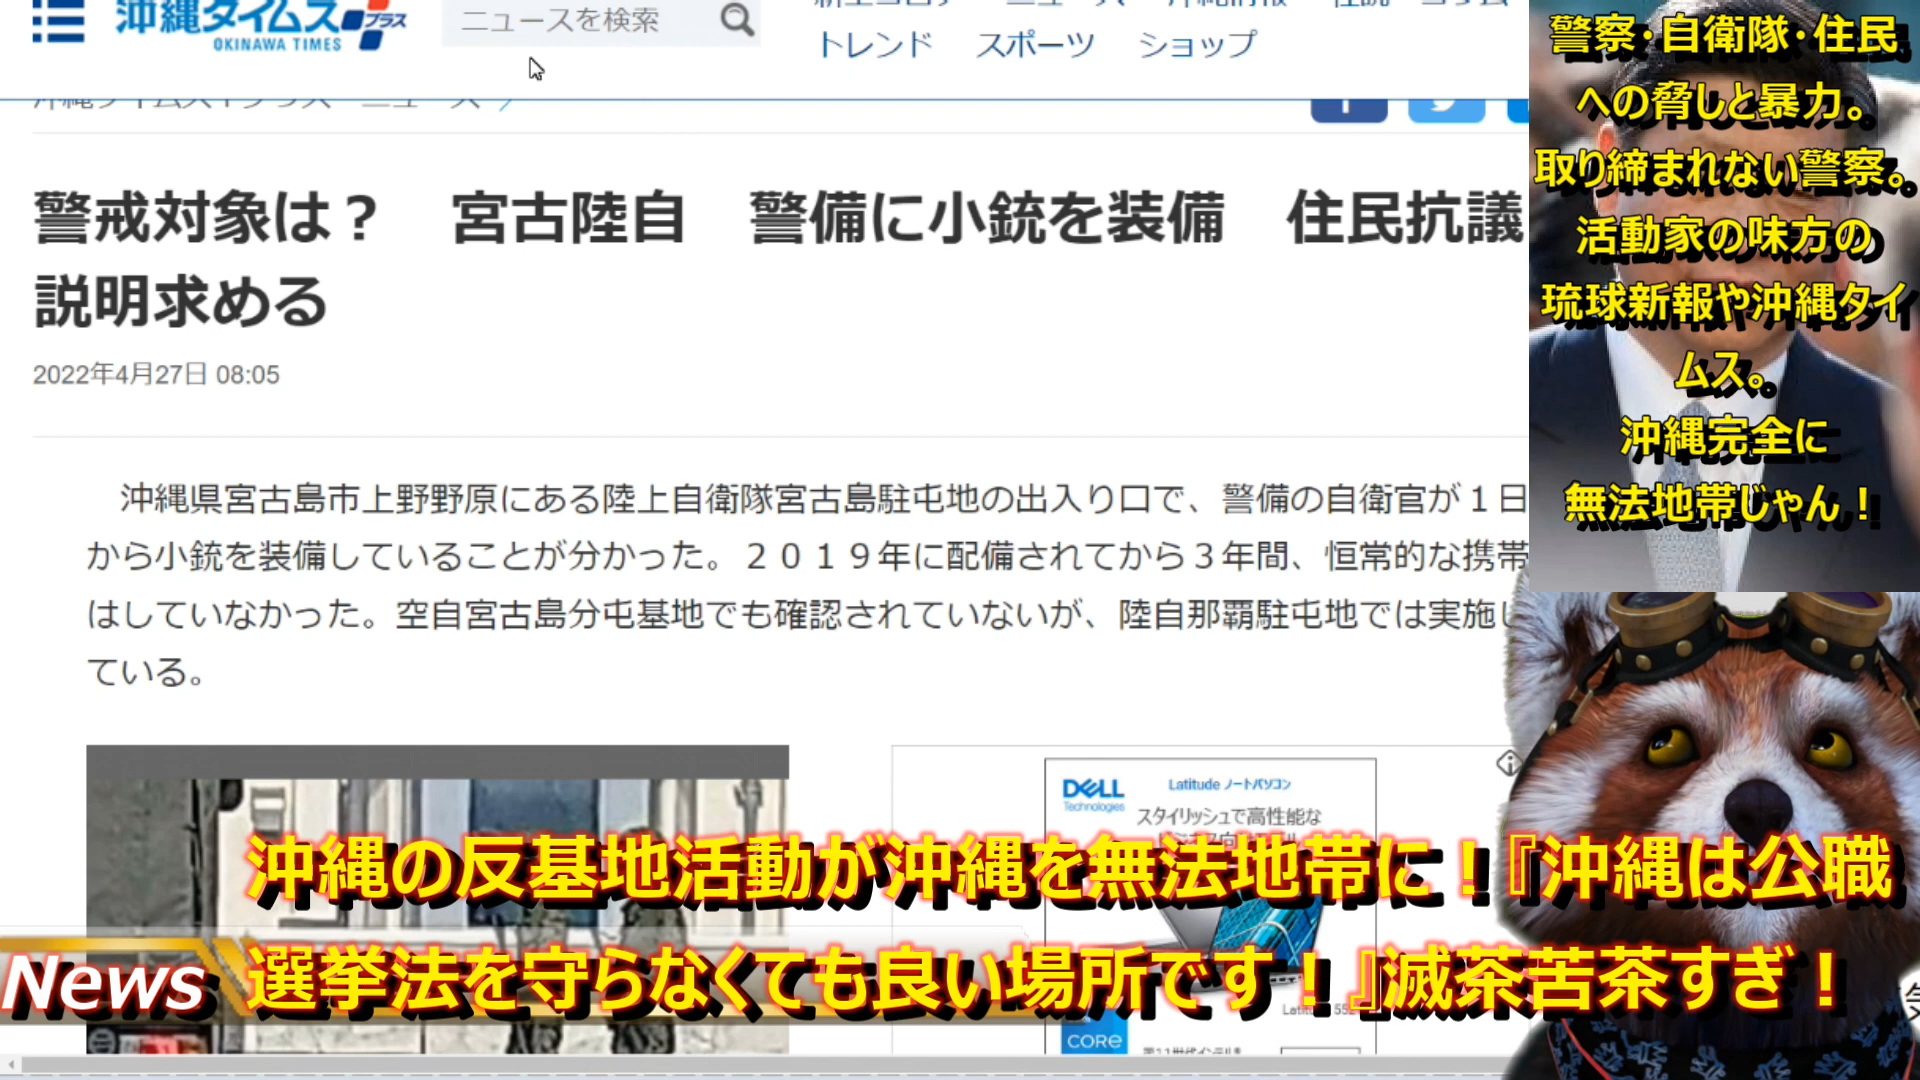 沖縄タイムス プラス
OKINAWA TIMES
ニュースを検索
トレンド スポーツ ショップ
警戒対象は？　宮古陸自　警備に小銃を装備　住民抗議
説明求める
2022年4月27日 08:05
沖縄県宮古島市上野野原にある陸上自衛隊宮古島駐屯地の出入り口で、警備の自衛官が１日
から小銃を装備していることが分かった。２０１９年に配備されてから３年間、恒常的な携帯
はしていなかった。空自宮古島分屯基地でも確認されていないが、陸自那覇駐屯地では実施し
ている。
DELL
Technologies
Latitude ノートパソコン
スタイリッシュで高性能な
CORE
警察・自衛隊・住民
への脅しと暴力。
取り締まれない警察。
活動家の味方の
琉球新報や沖縄タイ
ムス。
沖縄完全に
無法地帯じゃん！
沖縄の反基地活動が沖縄を無法地帯に！『沖縄は公職
選挙法を守らなくても良い場所です！』滅茶苦茶すぎ！
News